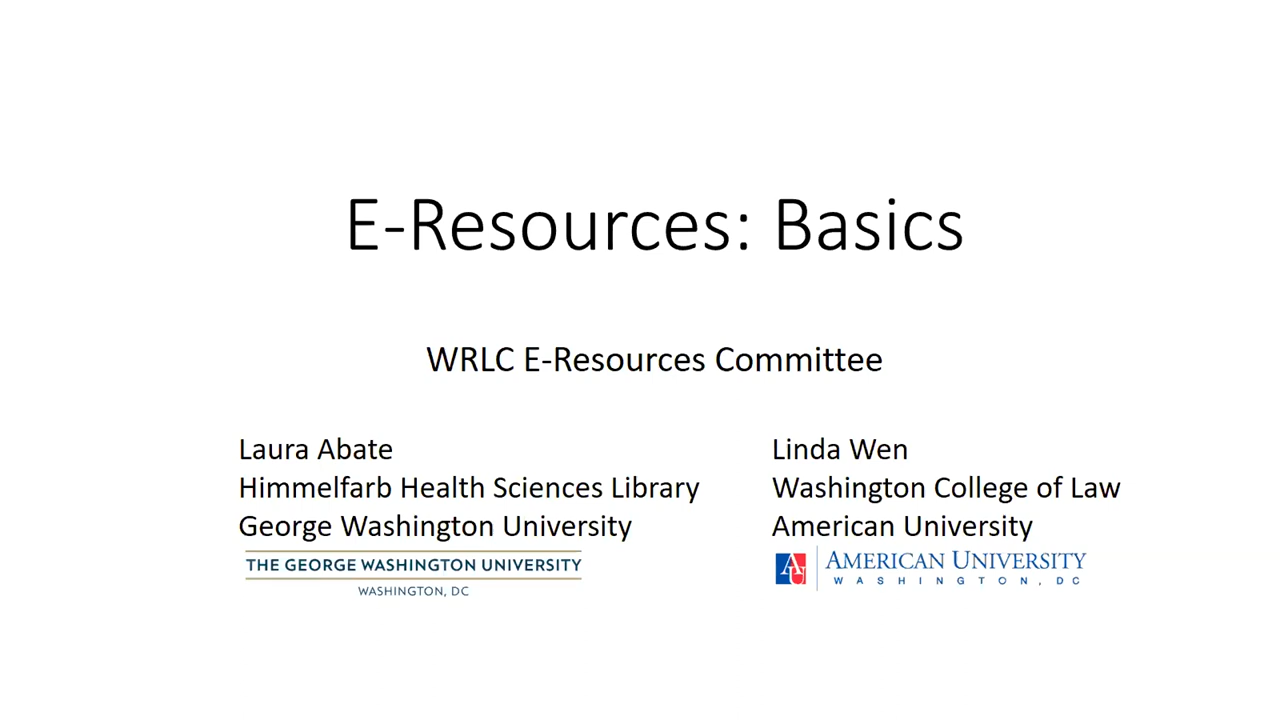 E-Resources: Basics
WRLC E-Resources Committee
Laura Abate
Himmelfarb Health Sciences Library
George Washington University
THE GEORGE WASHINGTON UNIVERSITY
WASHINGTON, DC
Linda Wen
Washington College of Law
American University
AU AMERICAN UNIVERSITY
WASHINGTON, DC